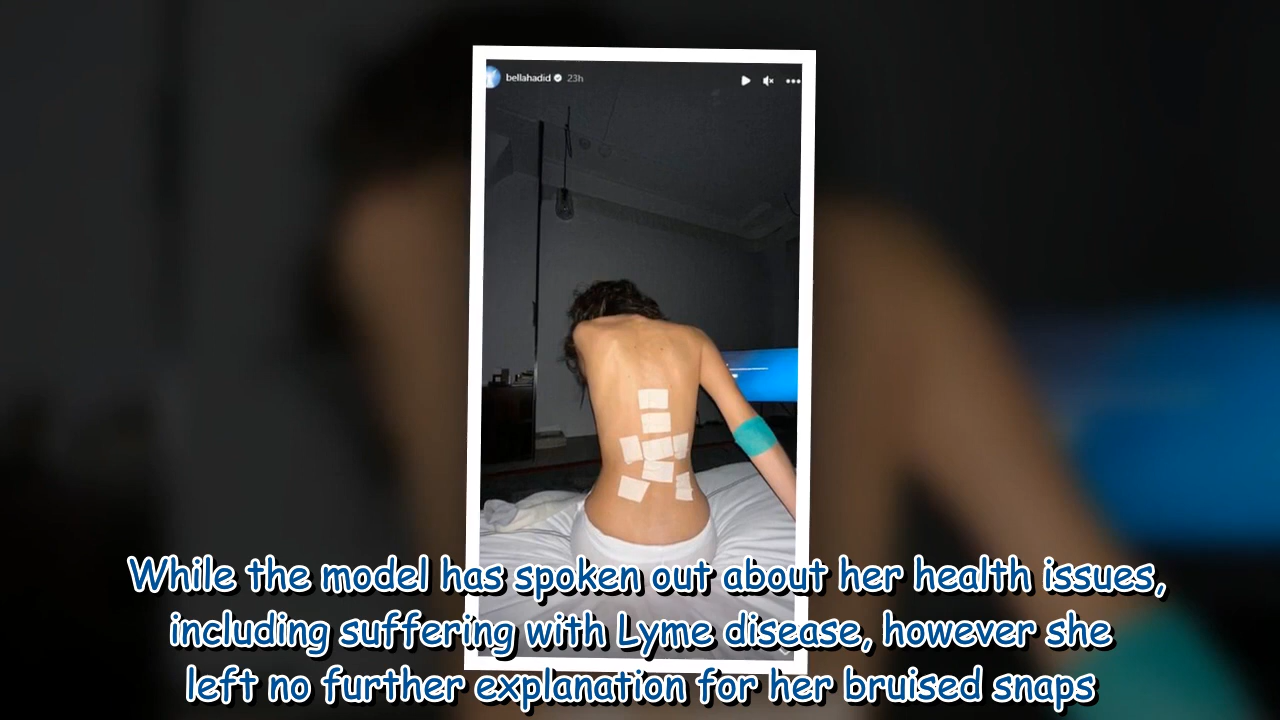 bellahadid 23h
While the model has spoken out about her health issues,
including suffering with Lyme disease, however she
left no further explanation for her bruised snaps